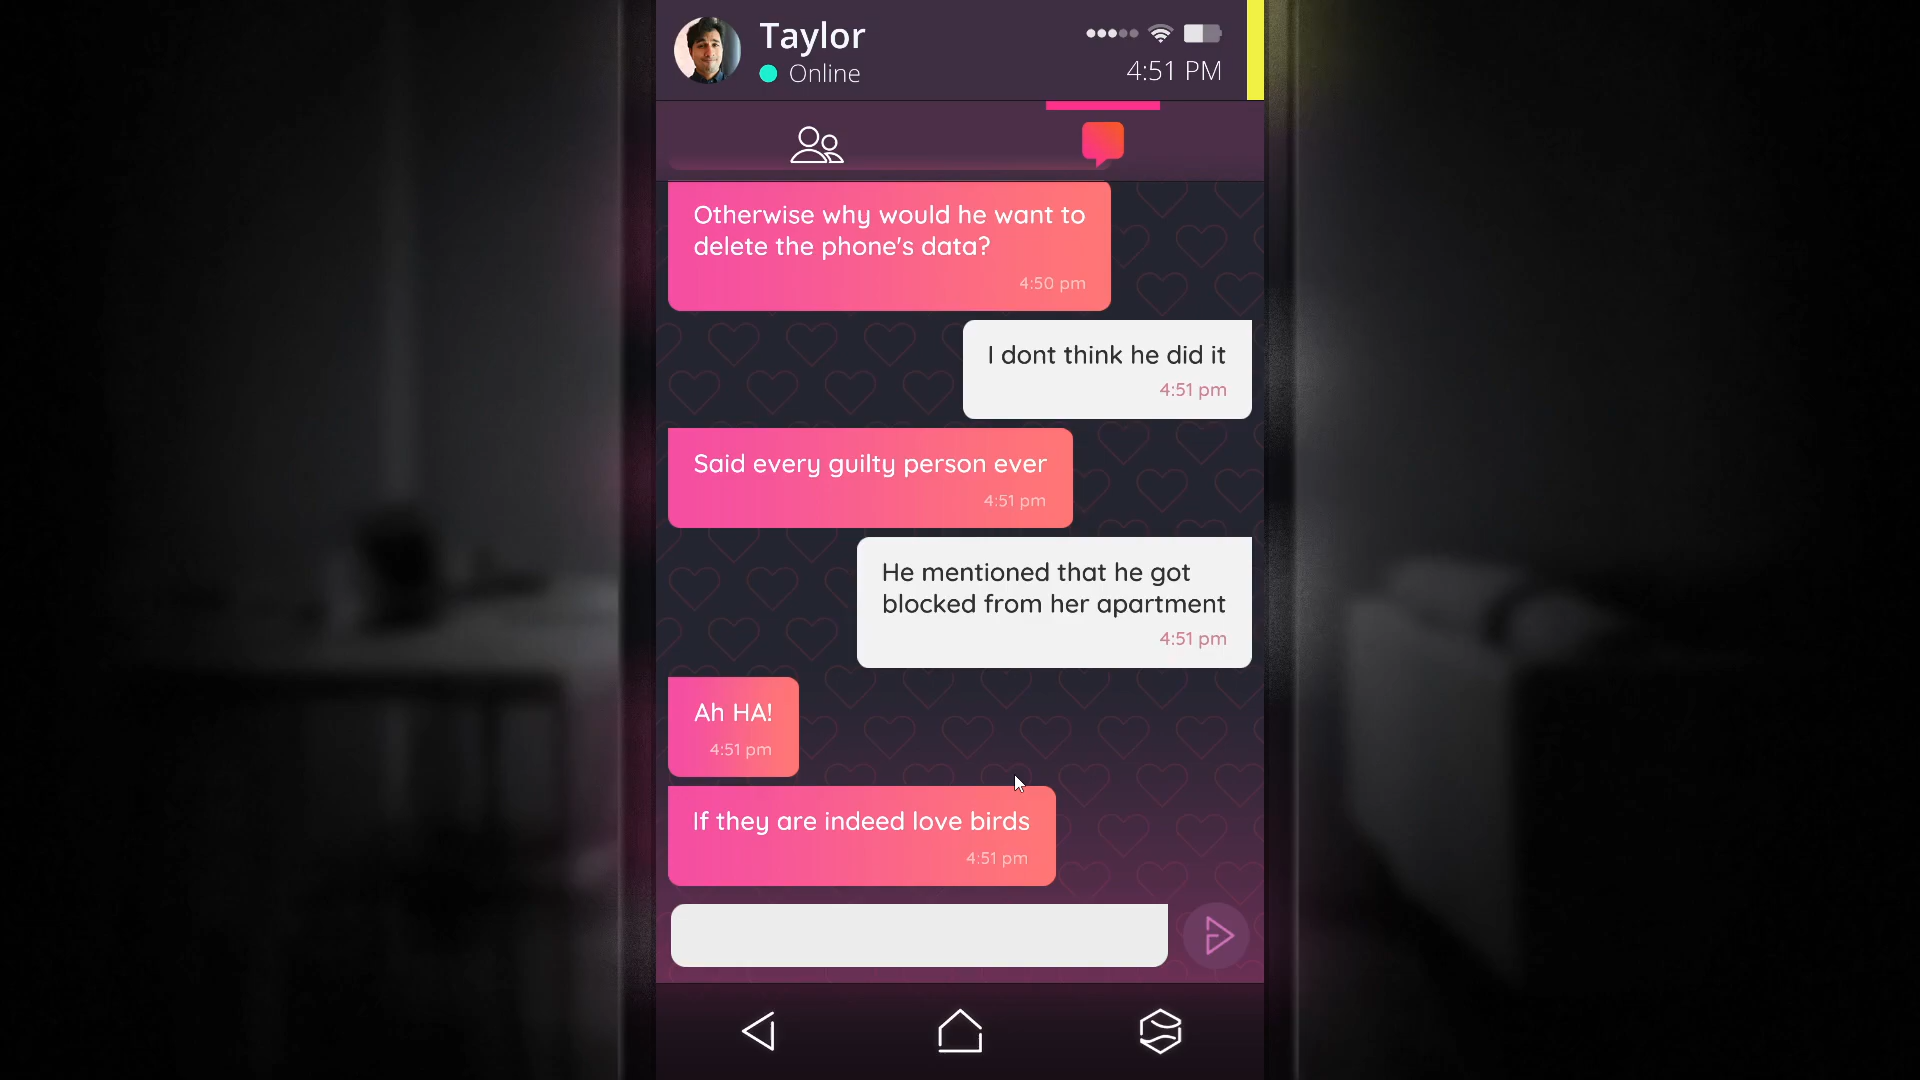 Taylor
Online
4:51 PM
Otherwise why would he want to
delete the phone's data?
4:50 pm
I dont think he did it
4:51 pm
Said every guilty person ever
4:51 pm
He mentioned that he got
blocked from her apartment
4:51 pm
Ah HA!
4:51 pm
If they are indeed love birds
4:51 pm